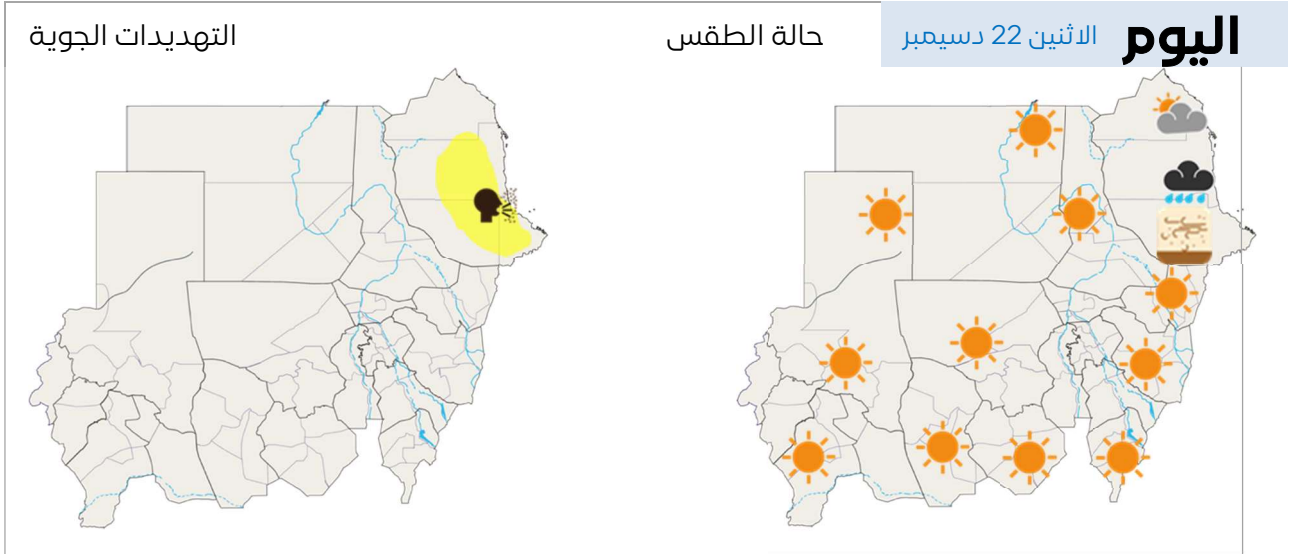 اليوم الاثنين 22 دسيمبر
حالة الطقس
التهديدات الجوية